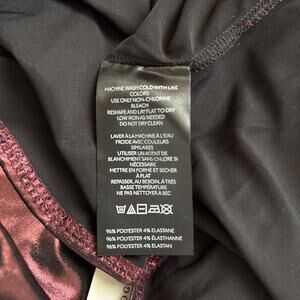 MACHINE WASH COLD WITH LIKE
COLORS
USE ONLY NON-CHLORINE
BLEACH
RESHAPE AND LAY FLAT TO DRY
LOW IRON AS NEEDED
DO NOT DRY CLEAN
LAVER À LA MACHINE À L'EAU
FROIDE AVEC COULEURS
SIMILAIRES
UTILISER UN AGENT DE
BLANCHIMENT SANS CHLORE SI
NÉCESSAIRE
METTRE EN FORME ET SÉCHER
À PLAT
REPASSER, AU BESOIN, À TRÈS
BASSE TEMPÉRATURE
NE PAS NETTOYER À SEC
96% POLYESTER 4% ELASTANE
96% POLYESTER 4% ÉLASTHANNE
96% POLYESTER 4% ELASTAN